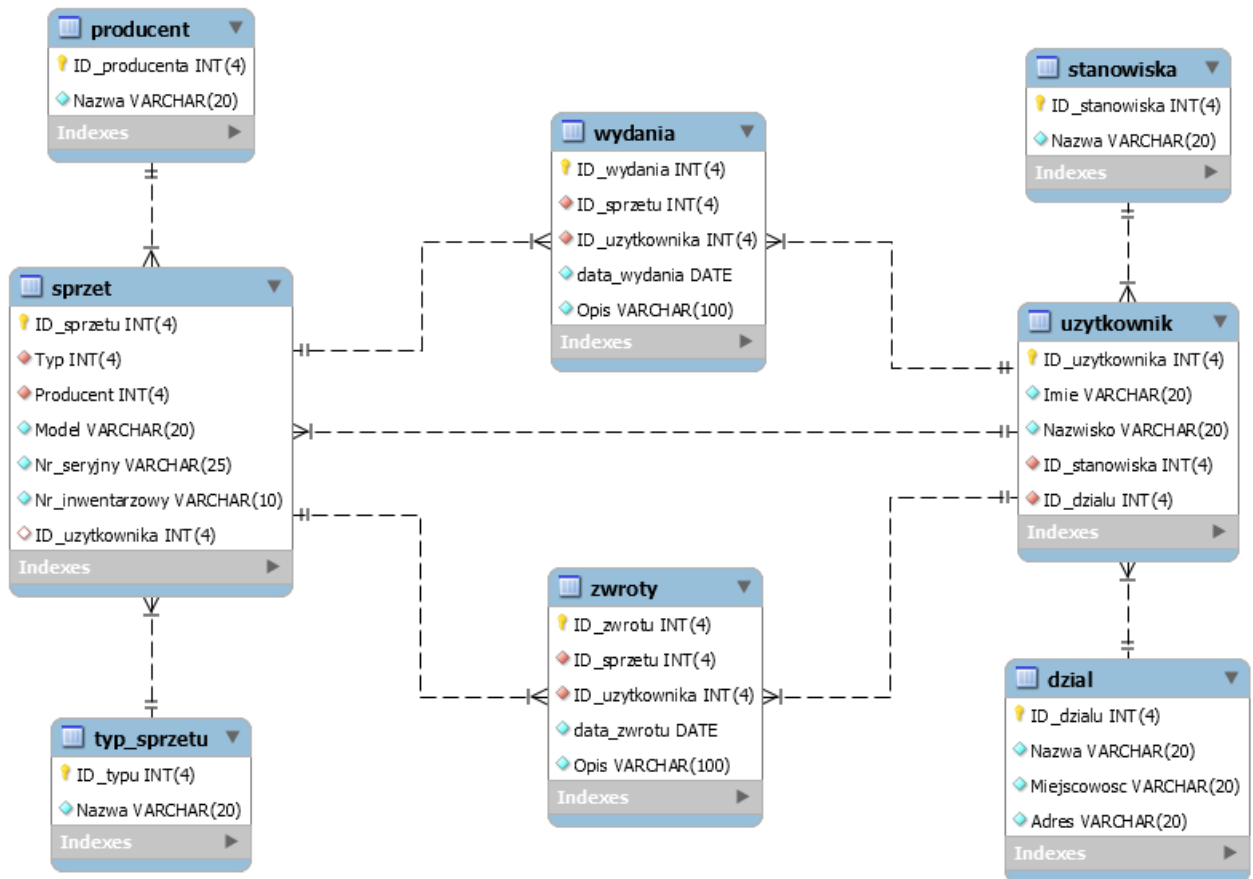 producent
ID_producenta INT(4)
Nazwa VARCHAR(20)
Indexes
stanowiska
ID_stanowiska INT(4)
Nazwa VARCHAR(20)
Indexes
wydania
ID_wydania INT(4)
ID_sprzetu INT(4)
ID_uzytkownika INT(4)
data_wydania DATE
Opis VARCHAR(100)
Indexes
sprzet
ID_sprzetu INT(4)
Typ INT(4)
Producent INT(4)
Model VARCHAR(20)
Nr_seryjny VARCHAR(25)
Nr_inwentarzowy VARCHAR(10)
ID_uzytkownika INT(4)
Indexes
uzytkownik
ID_uzytkownika INT(4)
Imie VARCHAR(20)
Nazwisko VARCHAR(20)
ID_stanowiska INT(4)
ID_dzialu INT(4)
Indexes
zwroty
ID_zwrotu INT(4)
ID_sprzetu INT(4)
ID_uzytkownika INT(4)
data_zwrotu DATE
Opis VARCHAR(100)
Indexes
typ_sprzetu
ID_typu INT(4)
Nazwa VARCHAR(20)
Indexes
dzial
ID_dzialu INT(4)
Nazwa VARCHAR(20)
Miejscowosc VARCHAR(20)
Adres VARCHAR(20)
Indexes